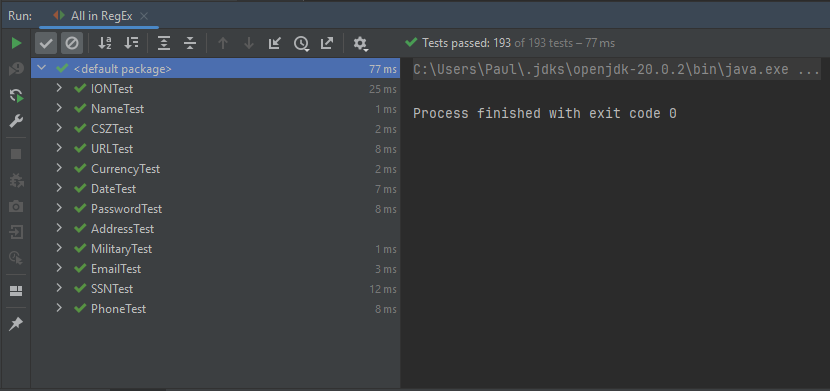 Run: All in RegEx
Tests passed: 193 of 193 tests – 77 ms
<default package> 77 ms
IONTest 25 ms
NameTest 1 ms
CSZTest 2 ms
URLTest 8 ms
CurrencyTest 2 ms
DateTest 7 ms
PasswordTest 8 ms
AddressTest
MilitaryTest 1 ms
EmailTest 3 ms
SSNTest 12 ms
PhoneTest 8 ms
C:\Users\Paul\.jdks\openjdk-20.0.2\bin\java.exe ...
Process finished with exit code 0